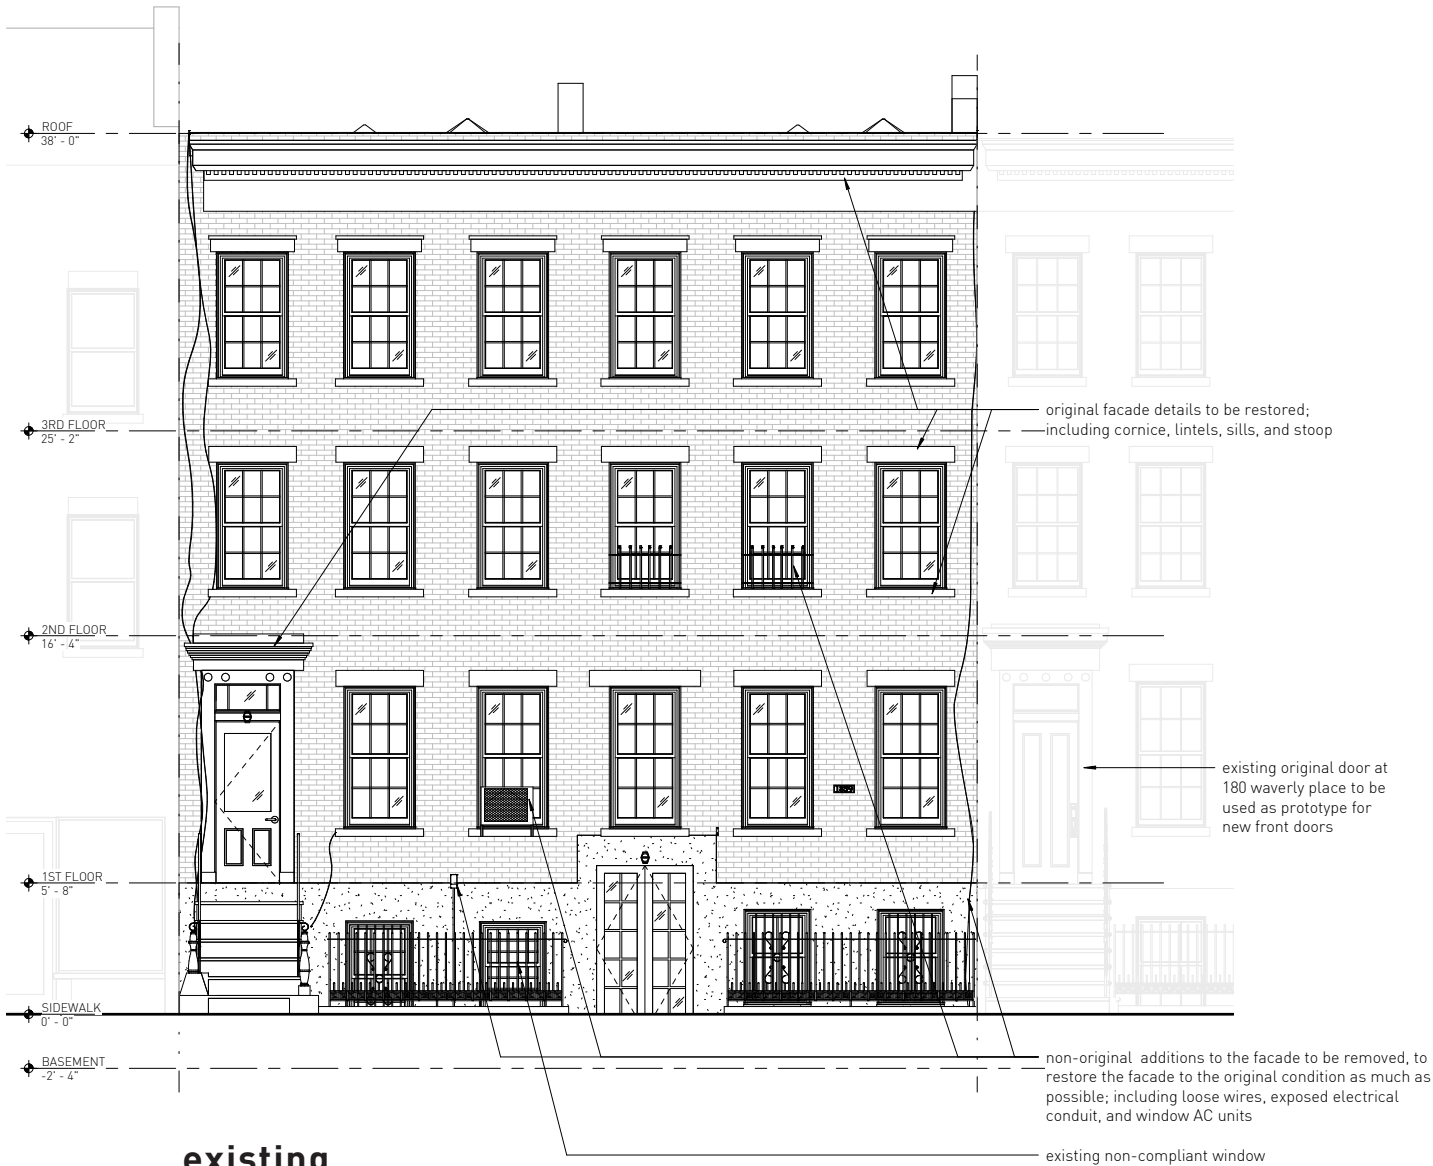 ROOF
38' - 0"
3RD FLOOR
25' - 2"
original facade details to be restored;
including cornice, lintels, sills, and stoop
2ND FLOOR
16' - 4"
existing original door at
180 waverly place to be
used as prototype for
new front doors
1ST FLOOR
5' - 8"
SIDEWALK
0' - 0"
BASEMENT
-2' - 4"
non-original additions to the facade to be removed, to
restore the facade to the original condition as much as
possible; including loose wires, exposed electrical
conduit, and window AC units
existing non-compliant window
existing